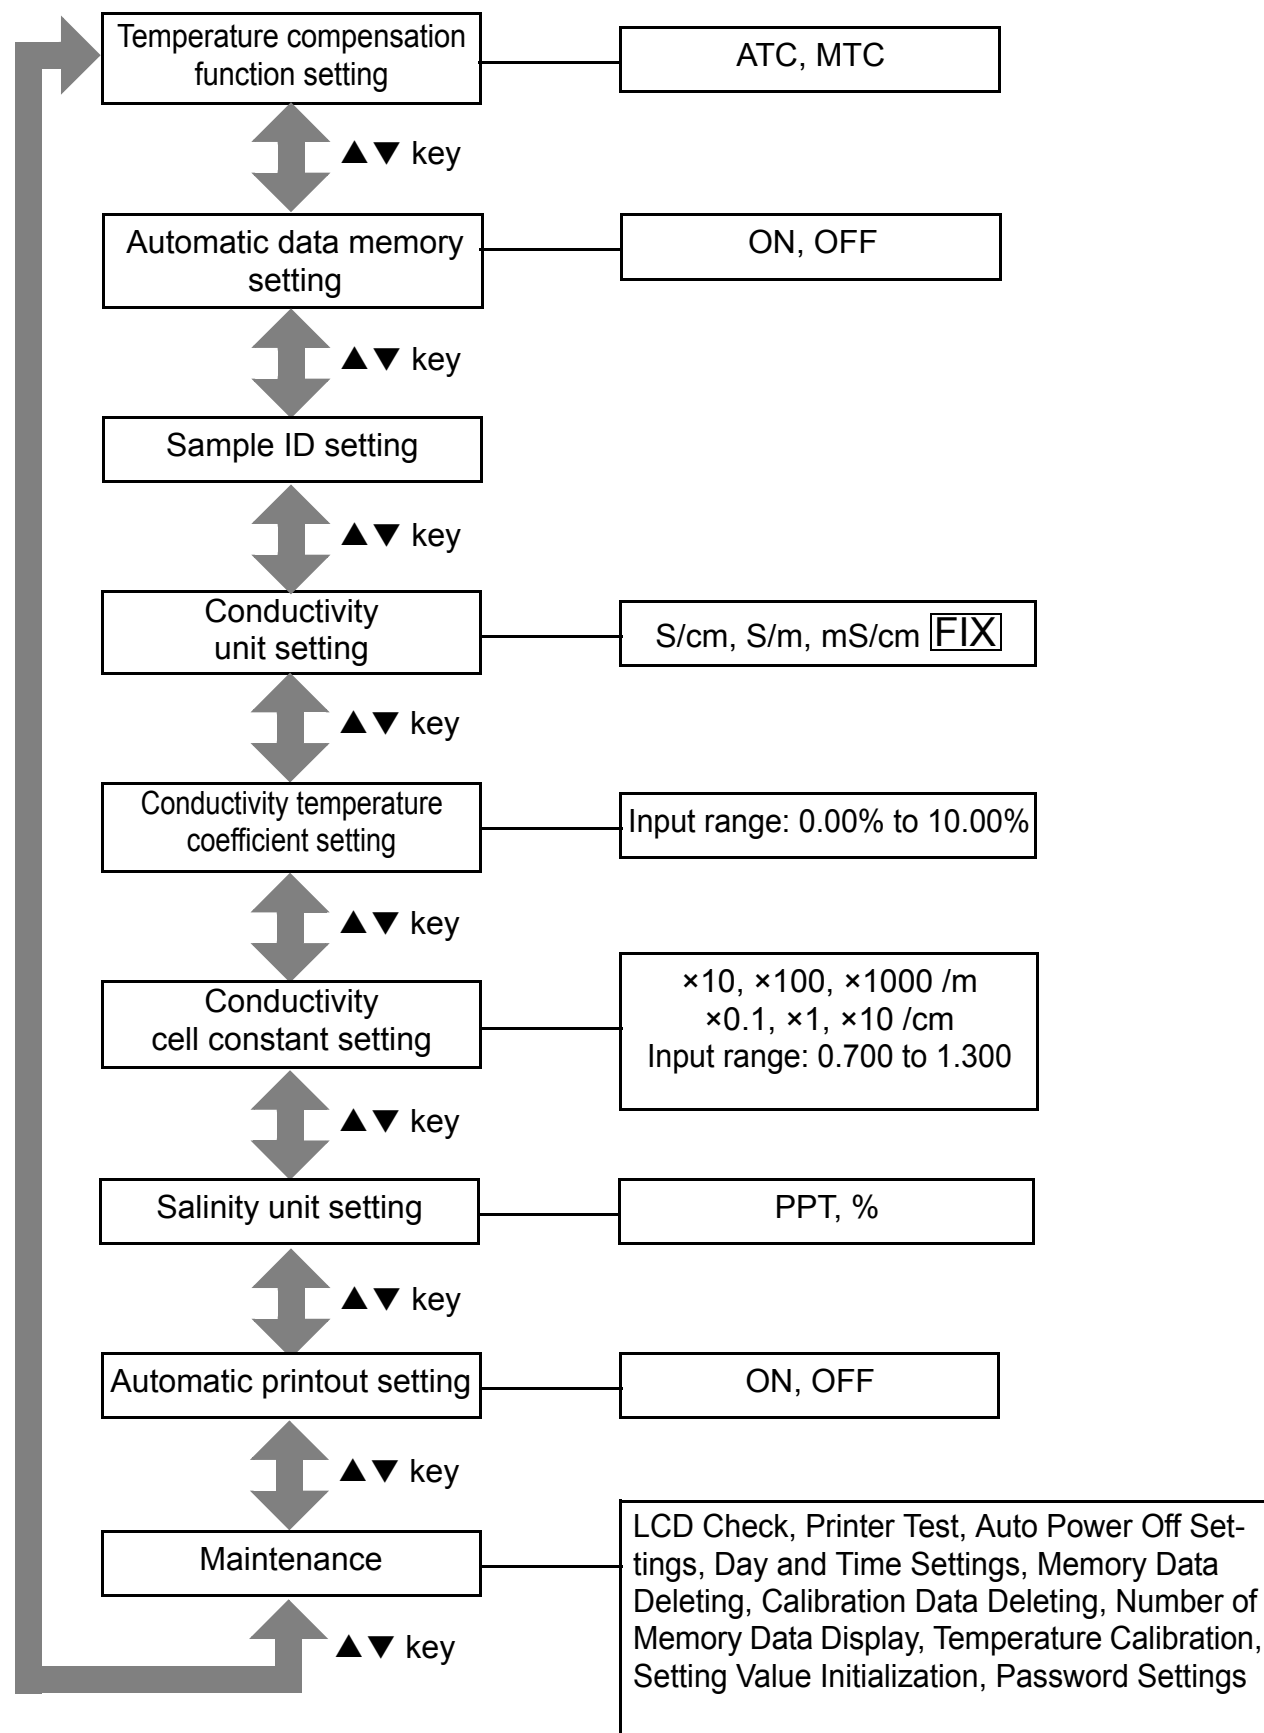 Temperature compensation
function setting
ATC, MTC
▲▼ key
Automatic data memory
setting
ON, OFF
▲▼ key
Sample ID setting
▲▼ key
Conductivity
unit setting
S/cm, S/m, mS/cm FIX
▲▼ key
Conductivity temperature
coefficient setting
Input range: 0.00% to 10.00%
▲▼ key
Conductivity
cell constant setting
×10, ×100, ×1000 /m
×0.1, ×1, ×10 /cm
Input range: 0.700 to 1.300
▲▼ key
Salinity unit setting
PPT, %
▲▼ key
Automatic printout setting
ON, OFF
▲▼ key
Maintenance
LCD Check, Printer Test, Auto Power Off Set-
tings, Day and Time Settings, Memory Data
Deleting, Calibration Data Deleting, Number of
Memory Data Display, Temperature Calibration,
Setting Value Initialization, Password Settings
▲▼ key